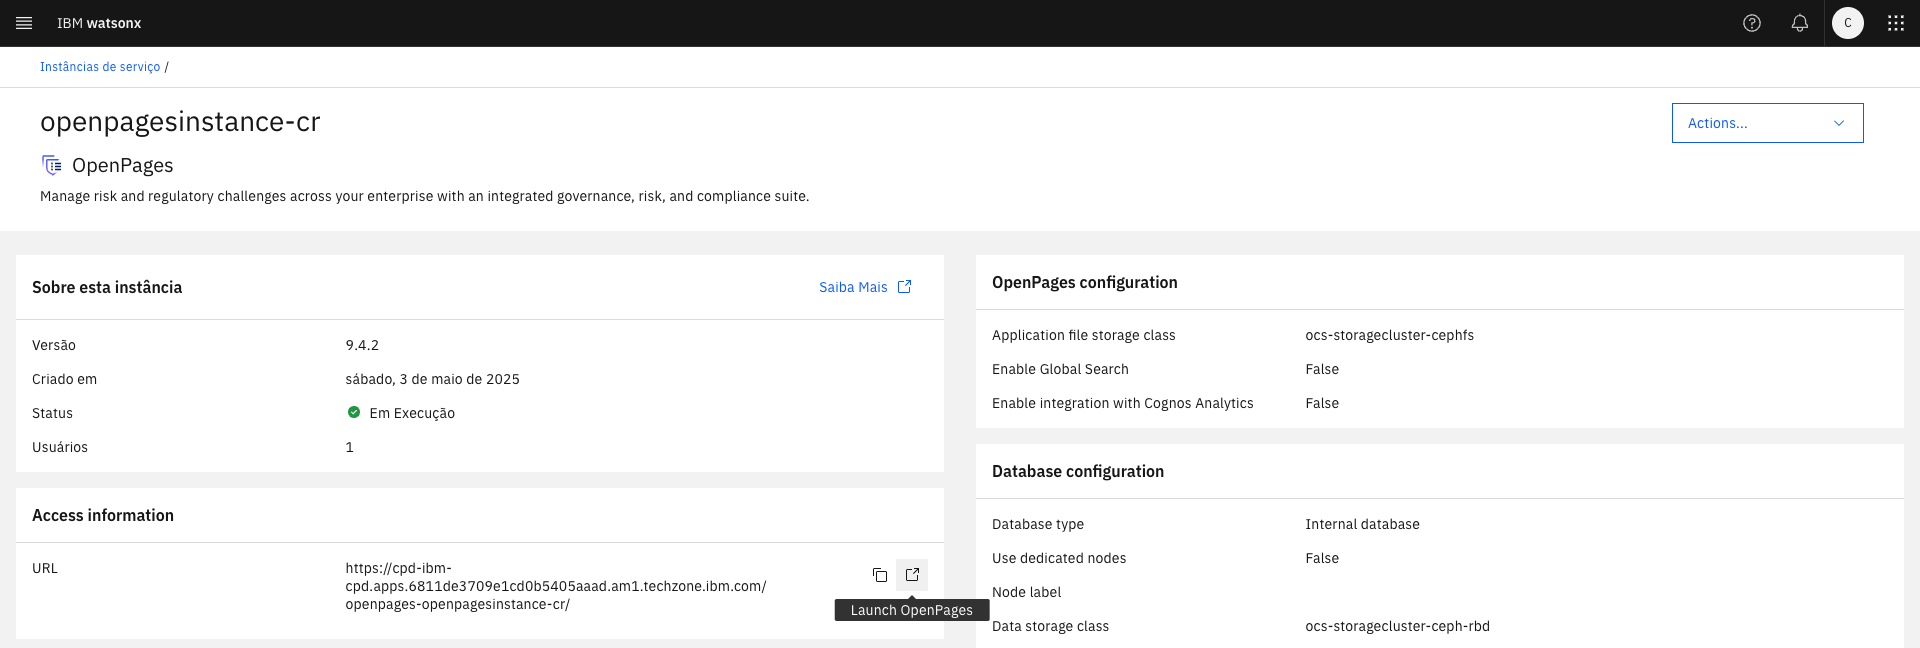 IBM watsonx
C
Instâncias de serviço /
openpagesinstance-cr
Actions...
OpenPages
Manage risk and regulatory challenges across your enterprise with an integrated governance, risk, and compliance suite.
Sobre esta instância
Saiba Mais
Versão 9.4.2
Criado em sábado, 3 de maio de 2025
Status Em Execução
Usuários 1
Access information
URL https://cpd-ibm-
cpd.apps.6811de3709e1cd0b5405aaad.am1.techzone.ibm.com/
openpages-openpagesinstance-cr/
Launch OpenPages
OpenPages configuration
Application file storage class ocs-storagecluster-cephfs
Enable Global Search False
Enable integration with Cognos Analytics False
Database configuration
Database type Internal database
Use dedicated nodes False
Node label
Data storage class ocs-storagecluster-ceph-rbd